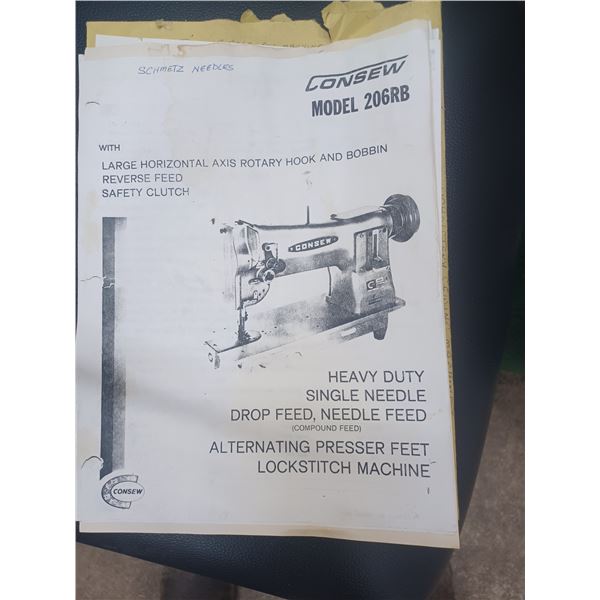 SCHMETZ NEEDLES
CONSEW
MODEL 206RB
WITH
LARGE HORIZONTAL AXIS ROTARY HOOK AND BOBBIN
REVERSE FEED
SAFETY CLUTCH
CONSEW
HEAVY DUTY
SINGLE NEEDLE
DROP FEED, NEEDLE FEED
(COMPOUND FEED)
ALTERNATING PRESSER FEET
LOCKSTITCH MACHINE
CONSEW